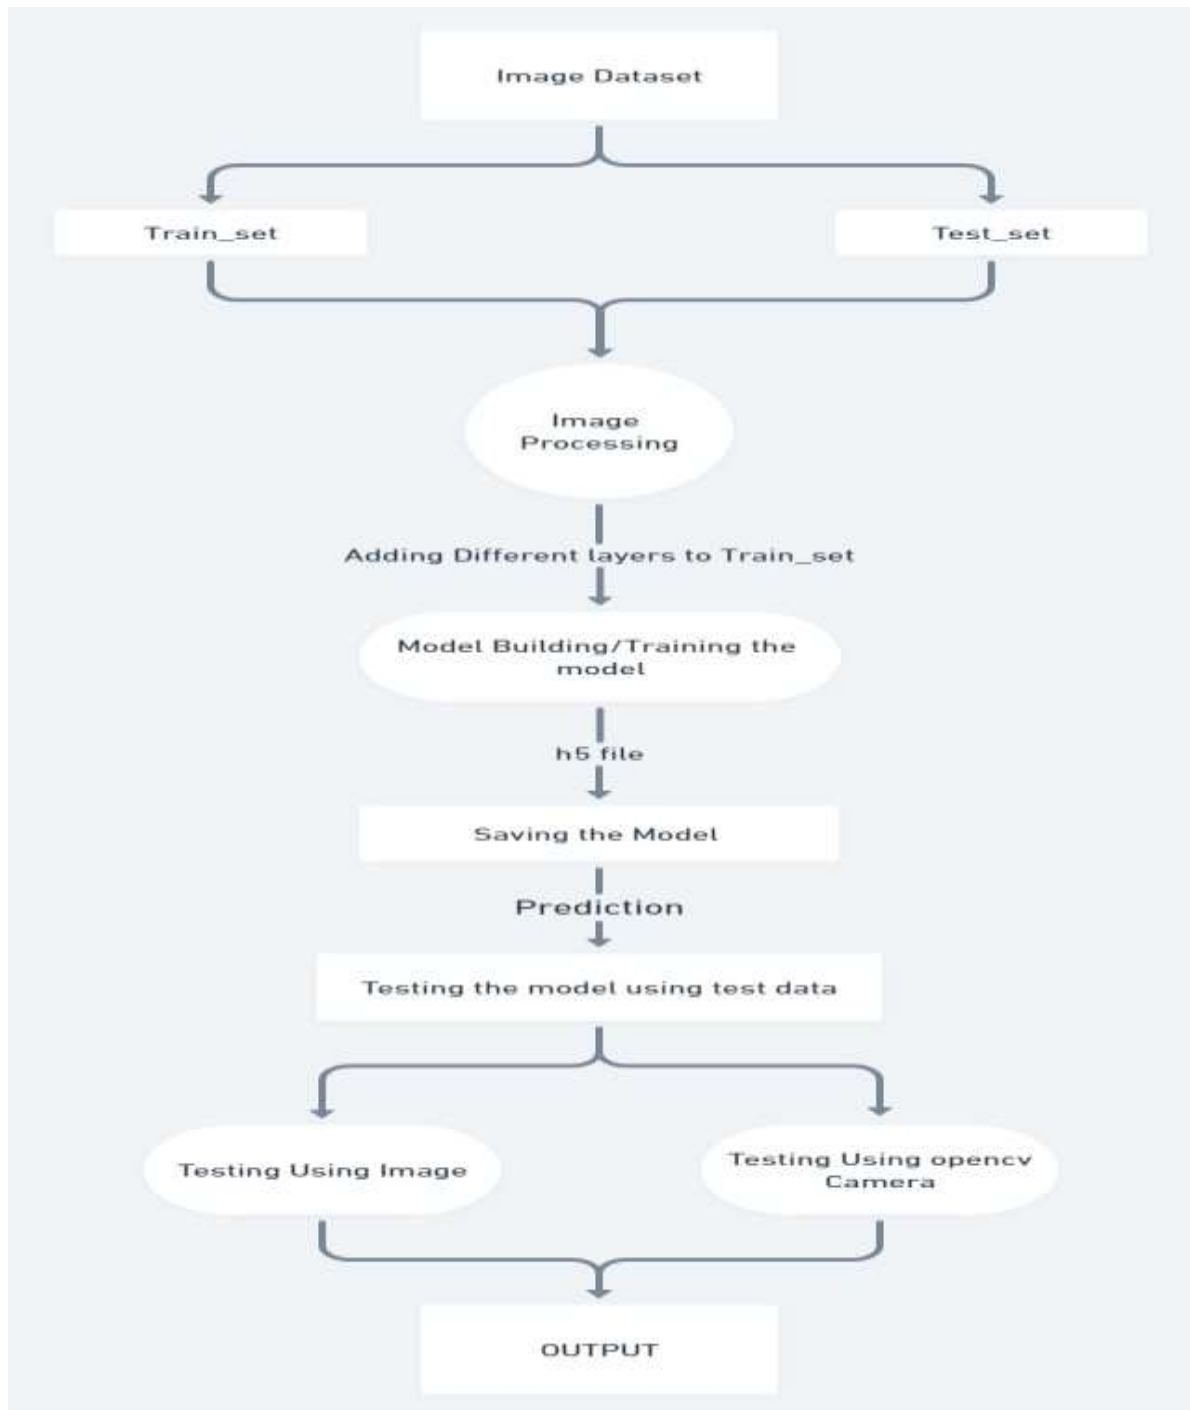 Image Dataset
Train_set
Test_set
Image
Processing
Adding Different layers to Train_set
Model Building/Training the
model
h5 file
Saving the Model
Prediction
Testing the model using test data
Testing Using Image
Testing Using opencv
Camera
OUTPUT